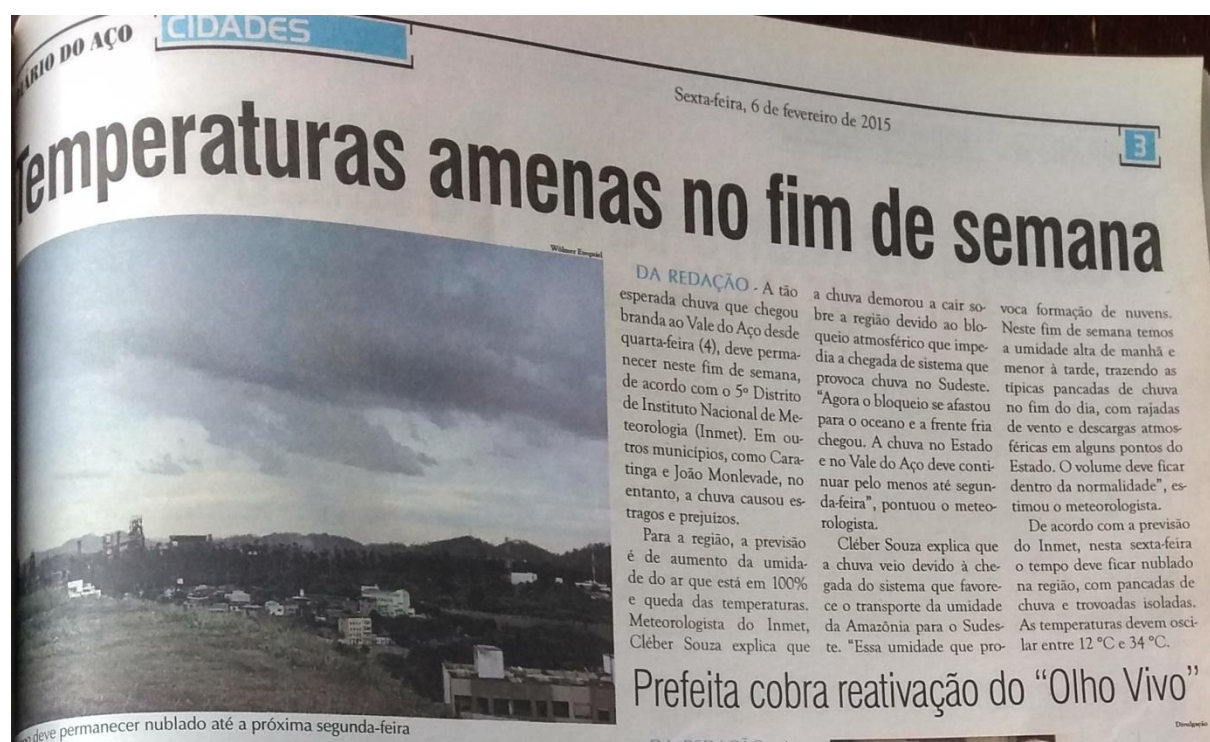 DIÁRIO DO AÇO
CIDADES
Sexta-feira, 6 de fevereiro de 2015
3
Temperaturas amenas no fim de semana
Wôlmer Ezequiel
DA REDAÇÃO - A tão
esperada chuva que chegou
branda ao Vale do Aço desde
quarta-feira (4), deve perma-
necer neste fim de semana,
de acordo com o 5º Distrito
de Instituto Nacional de Me-
teorologia (Inmet). Em ou-
tros municípios, como Cara-
tinga e João Monlevade, no
entanto, a chuva causou es-
tragos e prejuízos.
Para a região, a previsão
é de aumento da umida-
de do ar que está em 100%
e queda das temperaturas.
Meteorologista do Inmet,
Cléber Souza explica que
a chuva demorou a cair so-
bre a região devido ao blo-
queio atmosférico que impe-
dia a chegada de sistema que
provoca chuva no Sudeste.
“Agora o bloqueio se afastou
para o oceano e a frente fria
chegou. A chuva no Estado
e no Vale do Aço deve conti-
nuar pelo menos até segun-
da-feira”, pontuou o meteo-
rologista.
Cléber Souza explica que
a chuva veio devido à che-
gada do sistema que favore-
ce o transporte da umidade
da Amazônia para o Sudes-
te. “Essa umidade que pro-
voca formação de nuvens.
Neste fim de semana temos
a umidade alta de manhã e
menor à tarde, trazendo as
típicas pancadas de chuva
no fim do dia, com rajadas
de vento e descargas atmos-
féricas em alguns pontos do
Estado. O volume deve ficar
dentro da normalidade”, es-
timou o meteorologista.
De acordo com a previsão
do Inmet, nesta sexta-feira
o tempo deve ficar nublado
na região, com pancadas de
chuva e trovoadas isoladas.
As temperaturas devem osci-
lar entre 12 °C e 34 °C.
deve permanecer nublado até a próxima segunda-feira
Prefeita cobra reativação do “Olho Vivo”
Divulgação